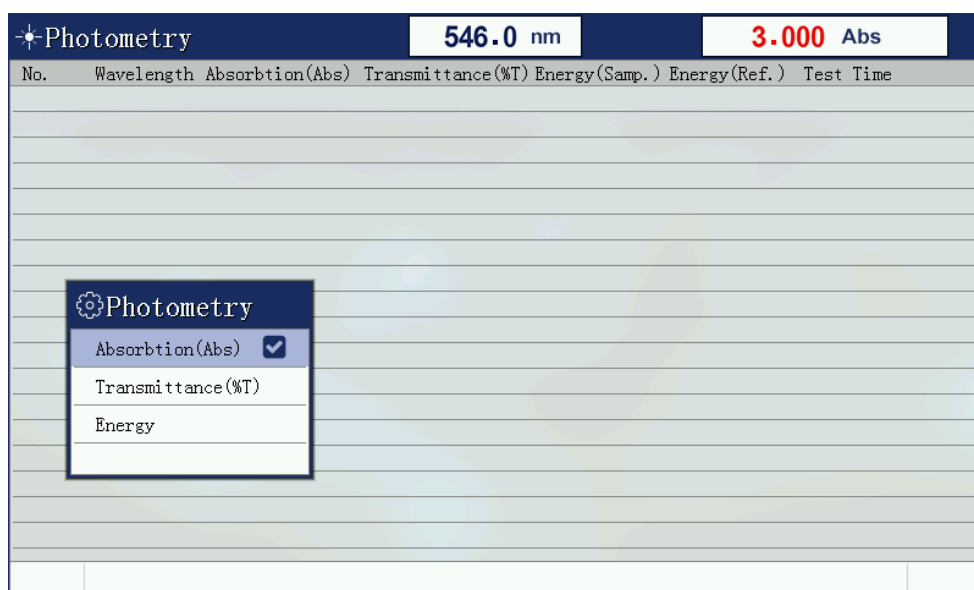 Photometry 546.0 nm 3.000 Abs
No. Wavelength Absorbtion(Abs) Transmittance(%T) Energy(Samp.) Energy(Ref.) Test Time
Photometry
Absorbtion(Abs)
Transmittance(%T)
Energy